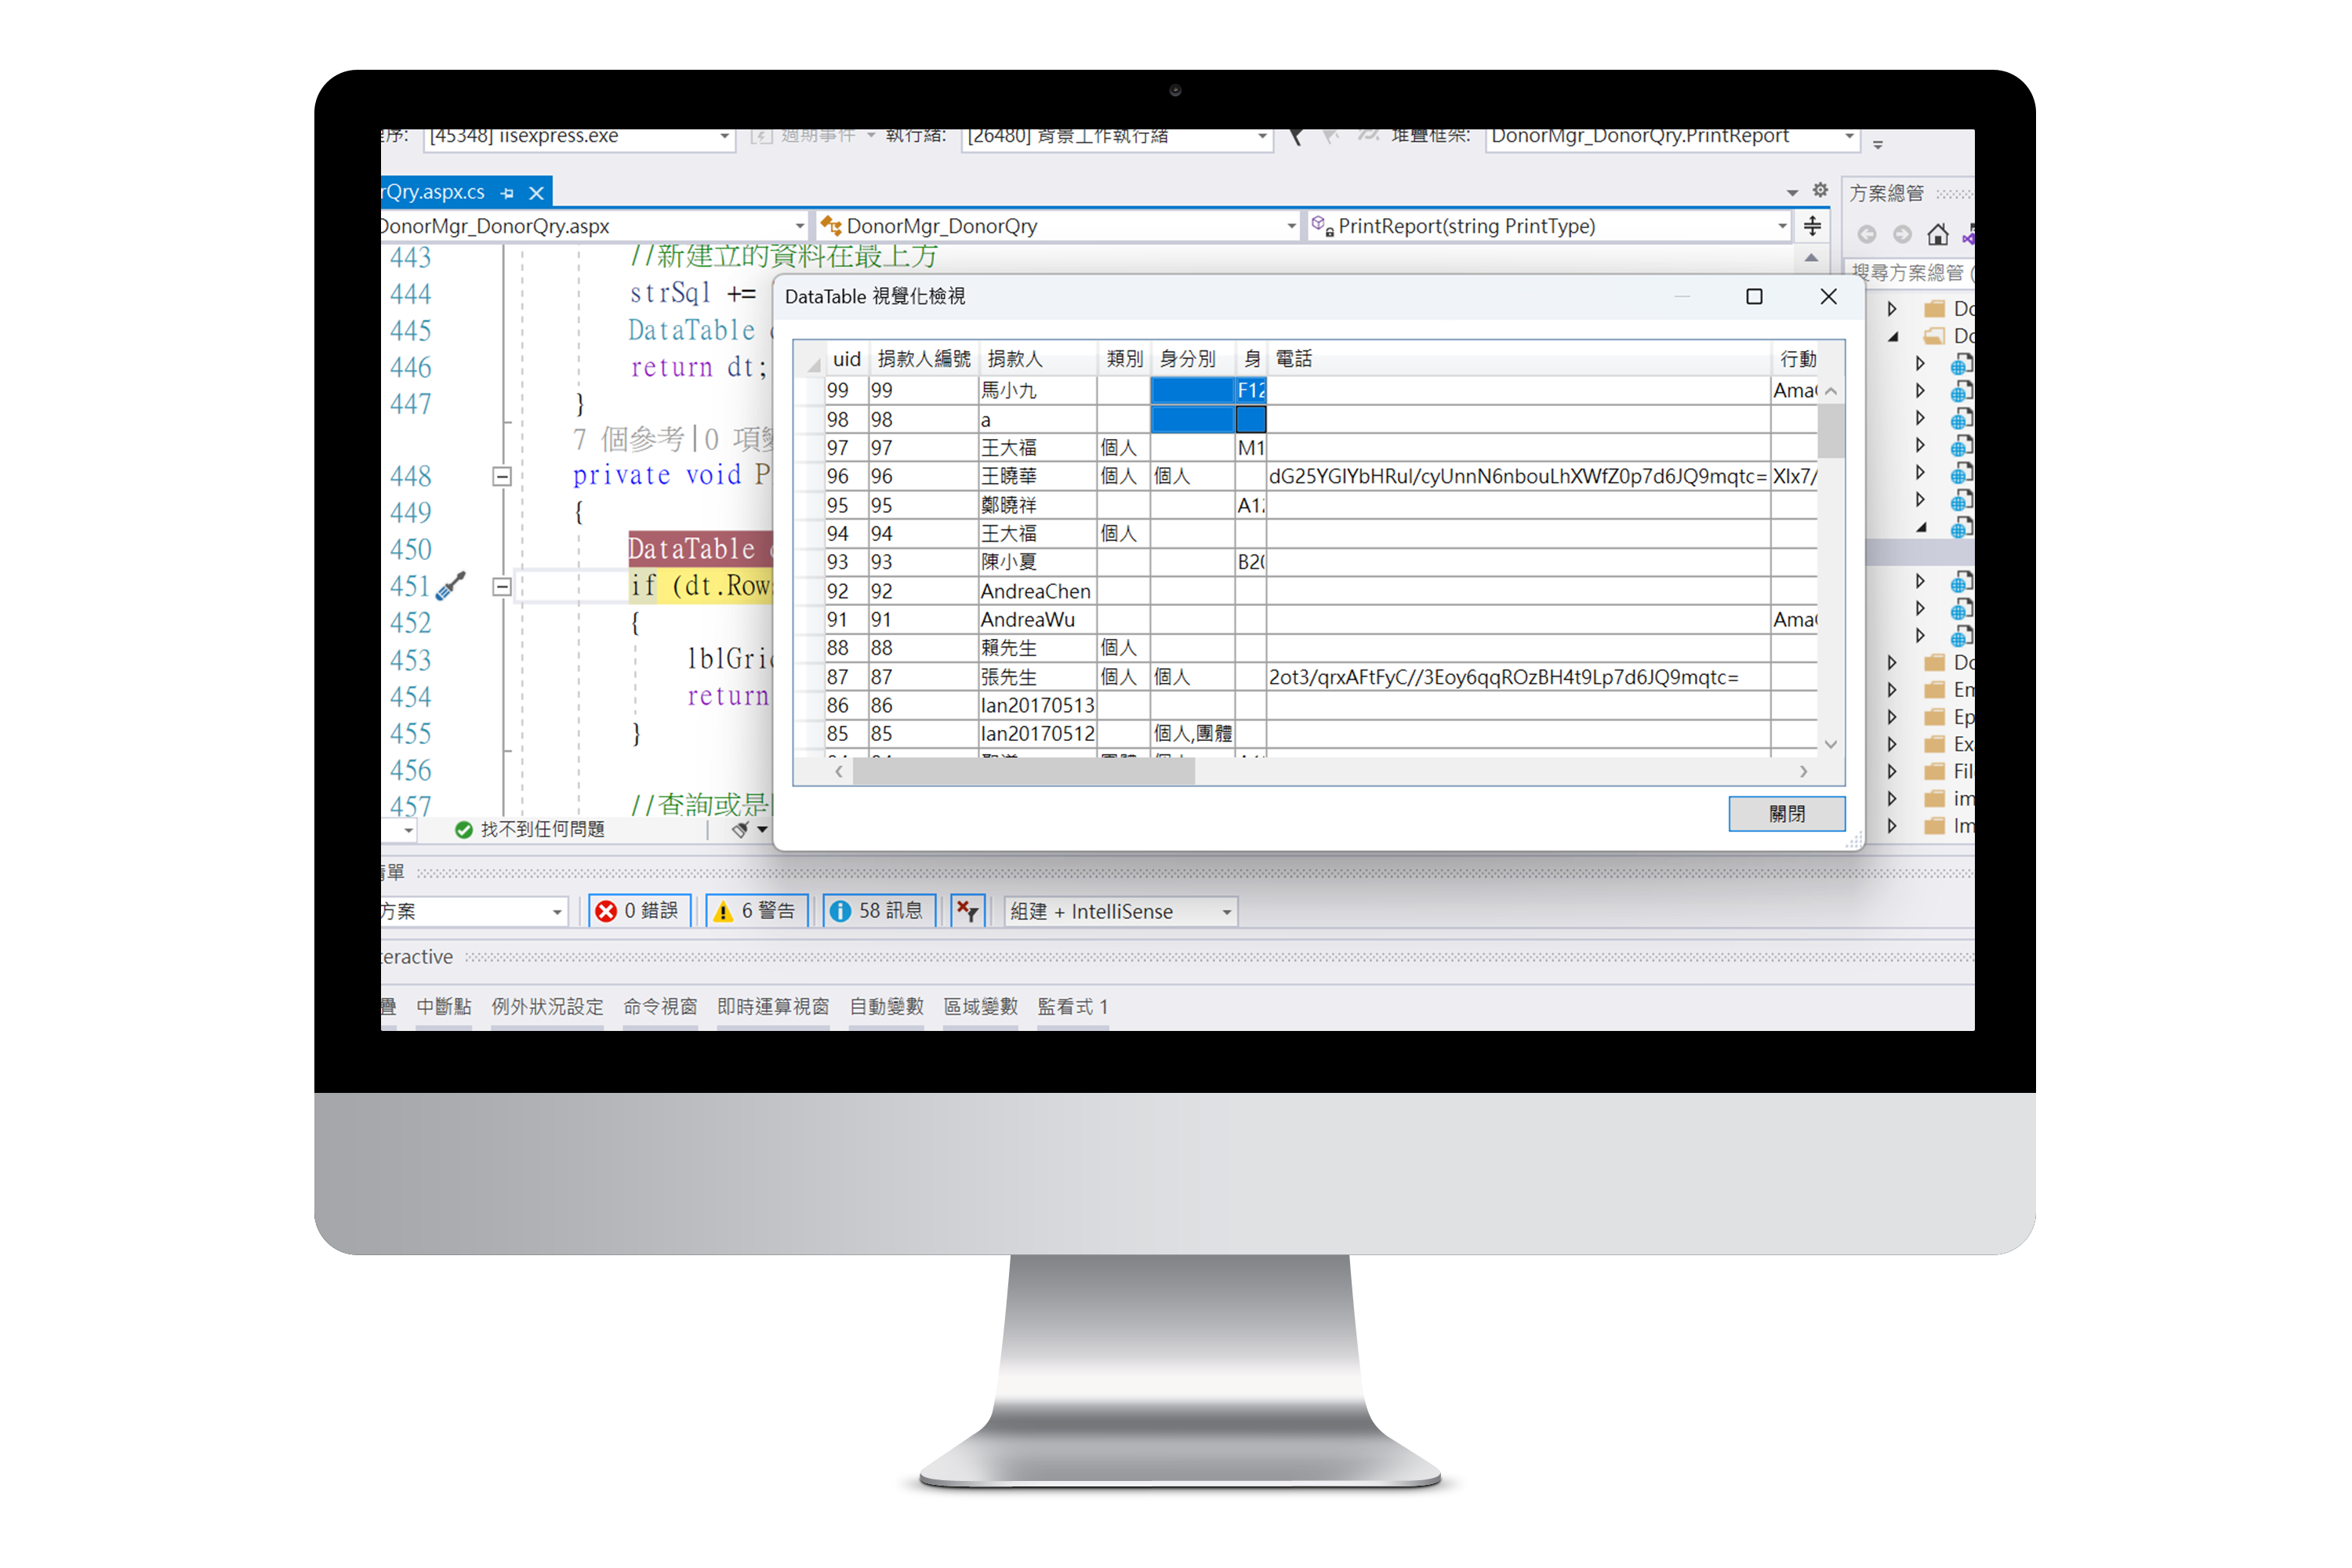 程序: [45348] iisexpress.exe 週期事件 執行緒: [26480] 背景工作執行緒 堆疊框架: DonorMgr_DonorQry.PrintReport
rQry.aspx.cs
方案總管
DonorMgr_DonorQry.aspx DonorMgr_DonorQry PrintReport(string PrintType)
搜尋方案總管 (
443 //新建立的資料在最上方
444 strSql +=
445 DataTable
446 return dt;
447 }
7 個參考|0 項
448 private void P
449 {
450 DataTable
451 if (dt.Rows
452 {
453 lblGri
454 return
455 }
456
457 //查詢或是
DataTable 視覺化檢視
uid 捐款人編號 捐款人 類別 身分別 身 電話 行動
99 99 馬小九 F12 Ama
98 98 a
97 97 王大福 個人 M1
96 96 王曉華 個人 個人 dG25YGlYbHRul/cyUnnN6nbouLhXWfZ0p7d6JQ9mqtc= Xlx7/
95 95 鄭曉祥 A12
94 94 王大福 個人
93 93 陳小夏 B20
92 92 AndreaChen
91 91 AndreaWu Ama
88 88 賴先生 個人
87 87 張先生 個人 個人 2ot3/qrxAFtFyC//3Eoy6qqROzBH4t9Lp7d6JQ9mqtc=
86 86 Ian20170513
85 85 Ian20170512 個人,團體
關閉
Do
Do
Do
Em
Ep
Ex
Fil
im
Im
找不到任何問題
清單
方案 0 錯誤 6 警告 58 訊息 組建 + IntelliSense
teractive
疊 中斷點 例外狀況設定 命令視窗 即時運算視窗 自動變數 區域變數 監看式 1